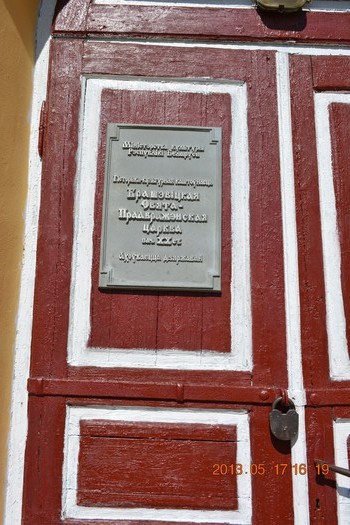 Міністэрства культуры
Рэспублікі Беларусь
Гісторыка-культурная каштоўнасць
Брашэвіцкая
Свята-
Праабражэнская
царква
пач. XX ст.
Ахоўваецца дзяржавай
2013.05 17 16 19